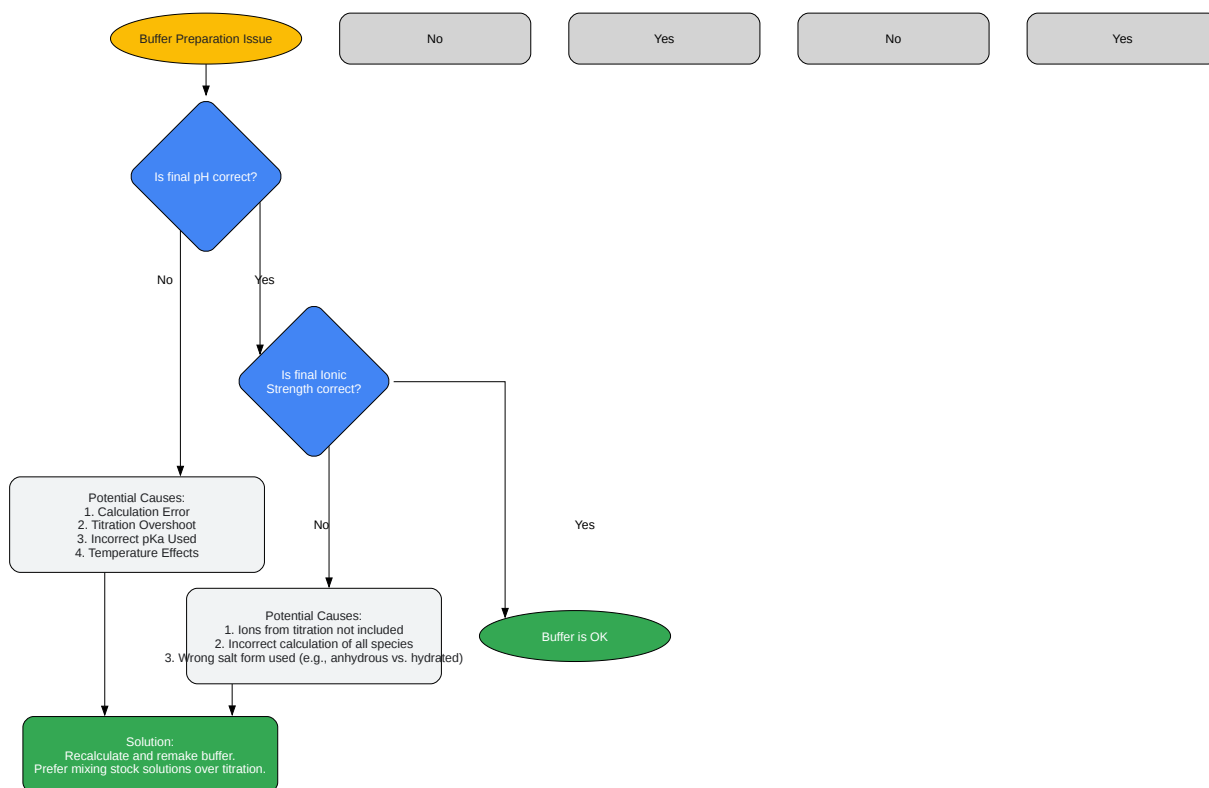 Buffer Preparation Issue
No
Yes
No
Yes
Is final pH correct?
No
Yes
Is final Ionic
Strength correct?
Potential Causes:
1. Calculation Error
2. Titration Overshoot
3. Incorrect pKa Used
4. Temperature Effects
No
Yes
Potential Causes:
1. Ions from titration not included
2. Incorrect calculation of all species
3. Wrong salt form used (e.g., anhydrous vs. hydrated)
Buffer is OK
Solution:
Recalculate and remake buffer.
Prefer mixing stock solutions over titration.